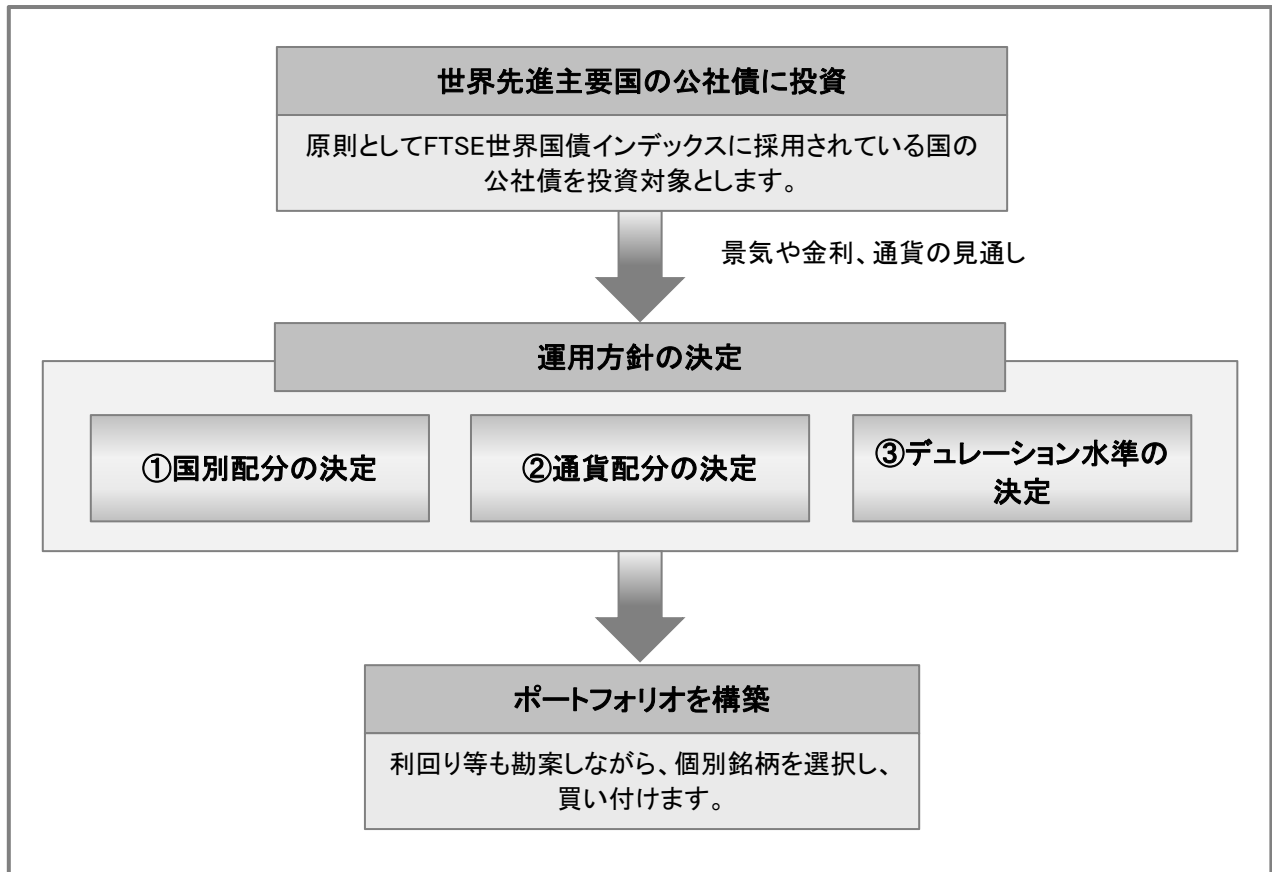 世界先進主要国の公社債に投資
原則としてFTSE世界国債インデックスに採用されている国の
公社債を投資対象とします。
景気や金利、通貨の見通し
運用方針の決定
①国別配分の決定
②通貨配分の決定
③デュレーション水準の
決定
ポートフォリオを構築
利回り等も勘案しながら、個別銘柄を選択し、
買い付けます。